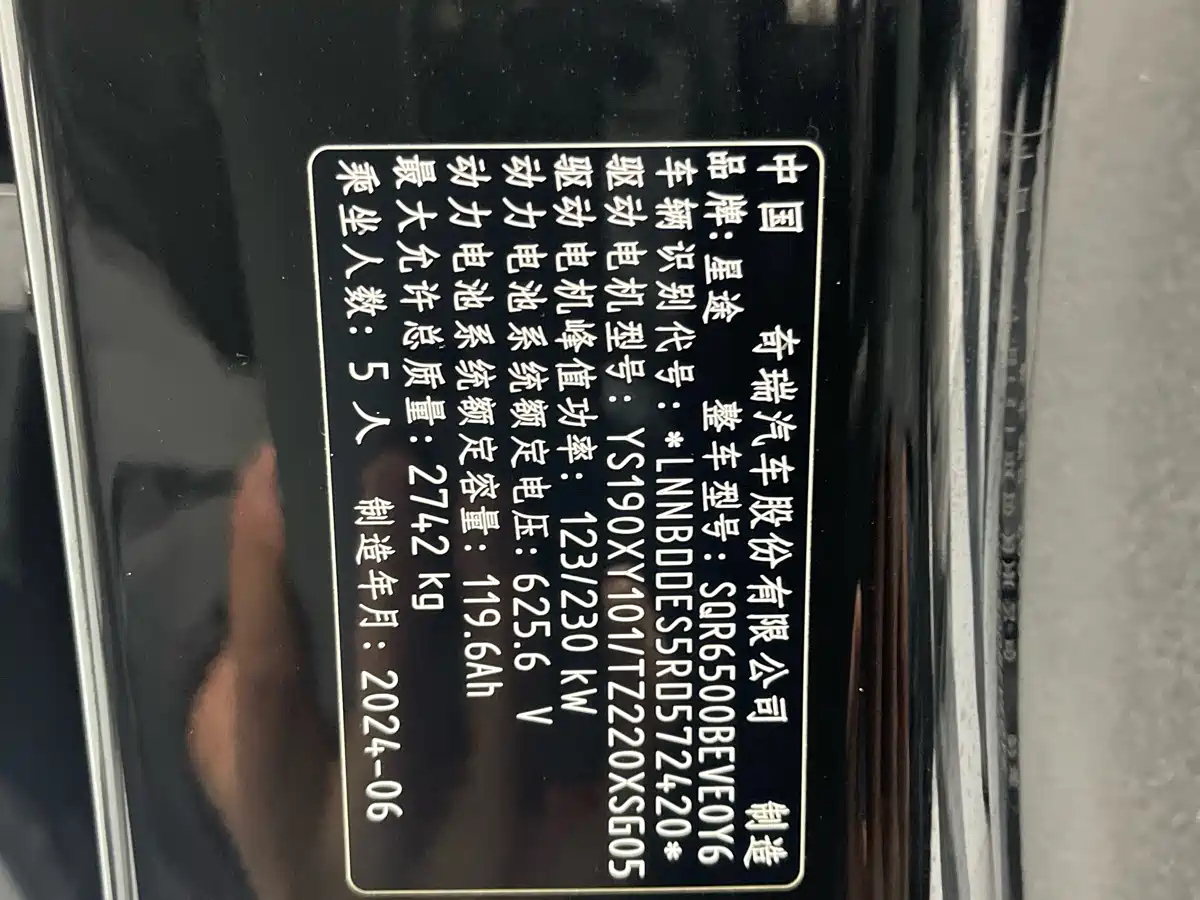 中国 奇瑞汽车股份有限公司 制造
品牌:星途 整车型号:SQR6500BEVE0Y6
车辆识别代号:*LNNBDDES5RD572420*
驱动电机型号:YS190XY101/TZ220XSG05
驱动电机峰值功率:123/230 kW
动力电池系统额定电压:625.6 V
动力电池系统额定容量:119.6Ah
最大允许总质量:2742 kg
乘坐人数:5 人 制造年月:2024-06